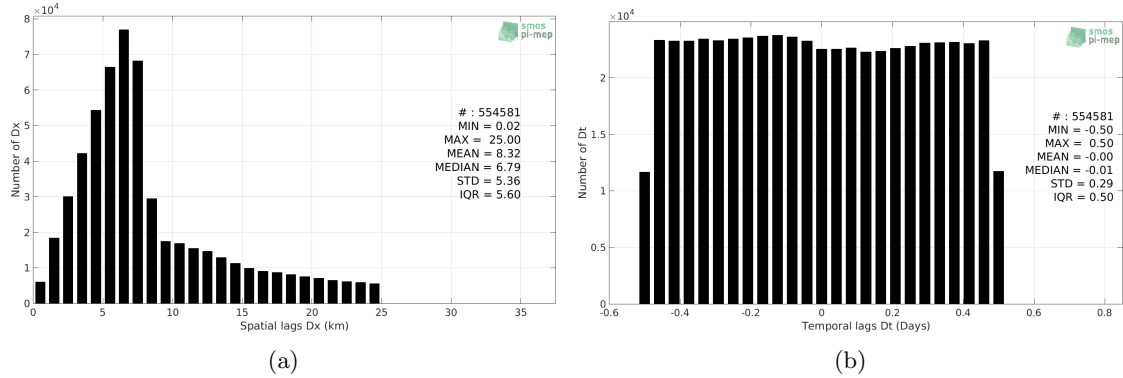 ×10⁴
8
7
6
5
4
3
2
1
0
Number of Dx
smos
pi-mep
# : 554581
MIN = 0.02
MAX = 25.00
MEAN = 8.32
MEDIAN = 6.79
STD = 5.36
IQR = 5.60
0 5 10 15 20 25 30 35
Spatial lags Dx (km)
(a)
×10⁴
2
1.5
1
0.5
0
Number of Dt
smos
pi-mep
# : 554581
MIN = -0.50
MAX = 0.50
MEAN = -0.00
MEDIAN = -0.01
STD = 0.29
IQR = 0.50
-0.6 -0.4 -0.2 0 0.2 0.4 0.6 0.8
Temporal lags Dt (Days)
(b)